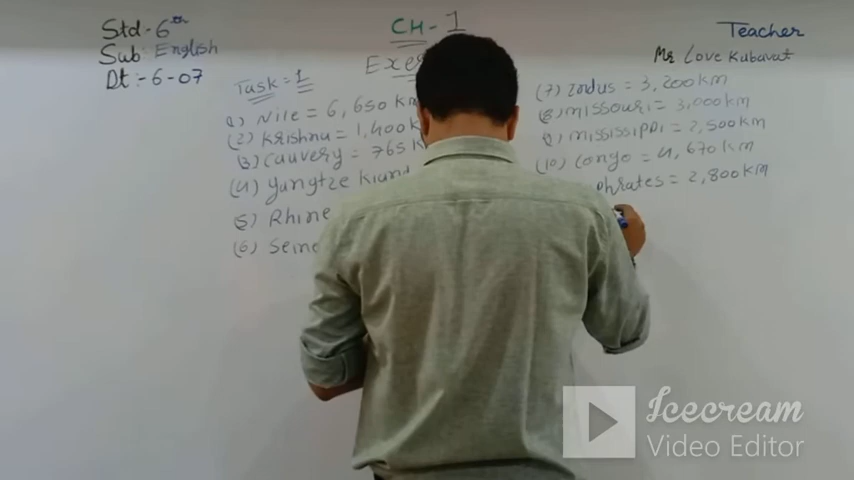 Std-6th
Sub: English
Dt:-6-07
CH-1
Teacher
Mr Love Kubavat
Task=1
1) Nile = 6,650 Km
(2) Krishna = 1,400 K
(3) Cauvery = 765 K
(4) Yangtze Kiang
(5) Rhine
(6) Seine
(7) Indus = 3,200 km
(8) missouri = 3,000 km
9) mississippi = 2,500 km
(10) Congo = 4,670 km
phrates = 2,800 km
Icecream
Video Editor